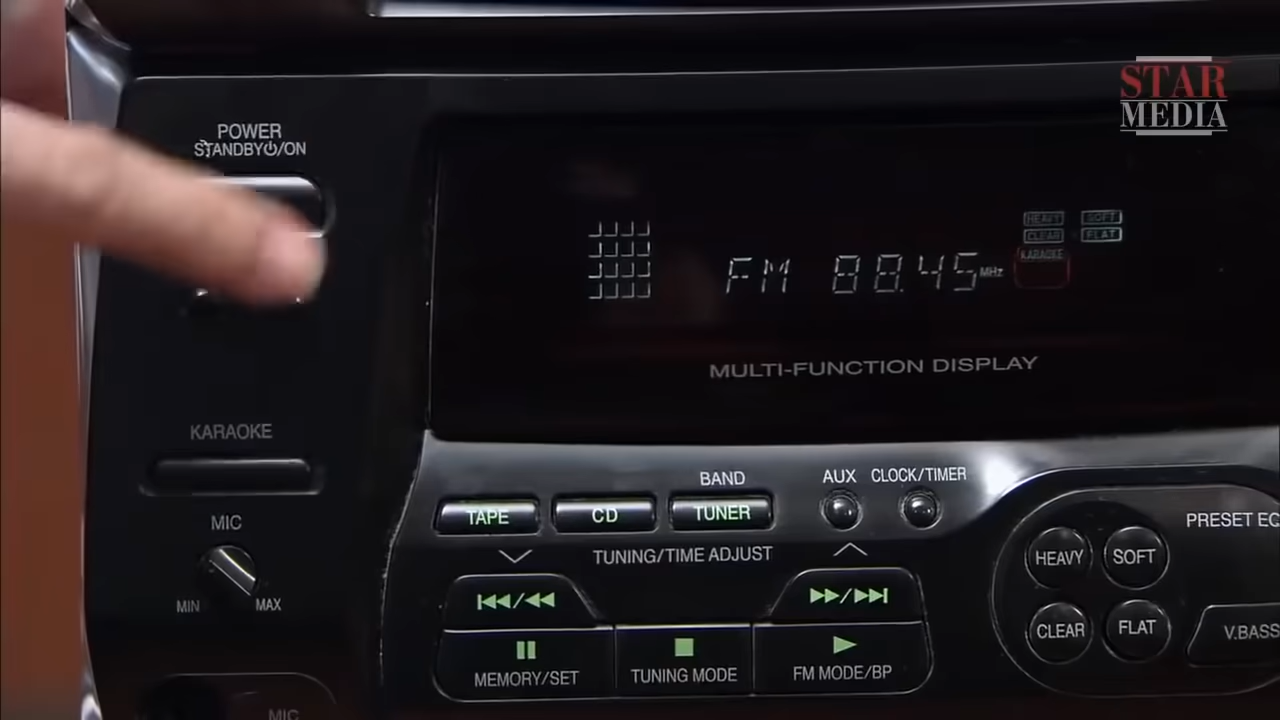 STAR
MEDIA
POWER
STANDBY⏻/ON
HEAVY SOFT
CLEAR FLAT
KARAOKE
FM 88.45 MHz
MULTI-FUNCTION DISPLAY
KARAOKE
BAND
AUX CLOCK/TIMER
TAPE CD TUNER
MIC
PRESET EQ
TUNING/TIME ADJUST
HEAVY SOFT
MIN MAX
CLEAR FLAT
V.BASS
MEMORY/SET TUNING MODE FM MODE/BP
MIC